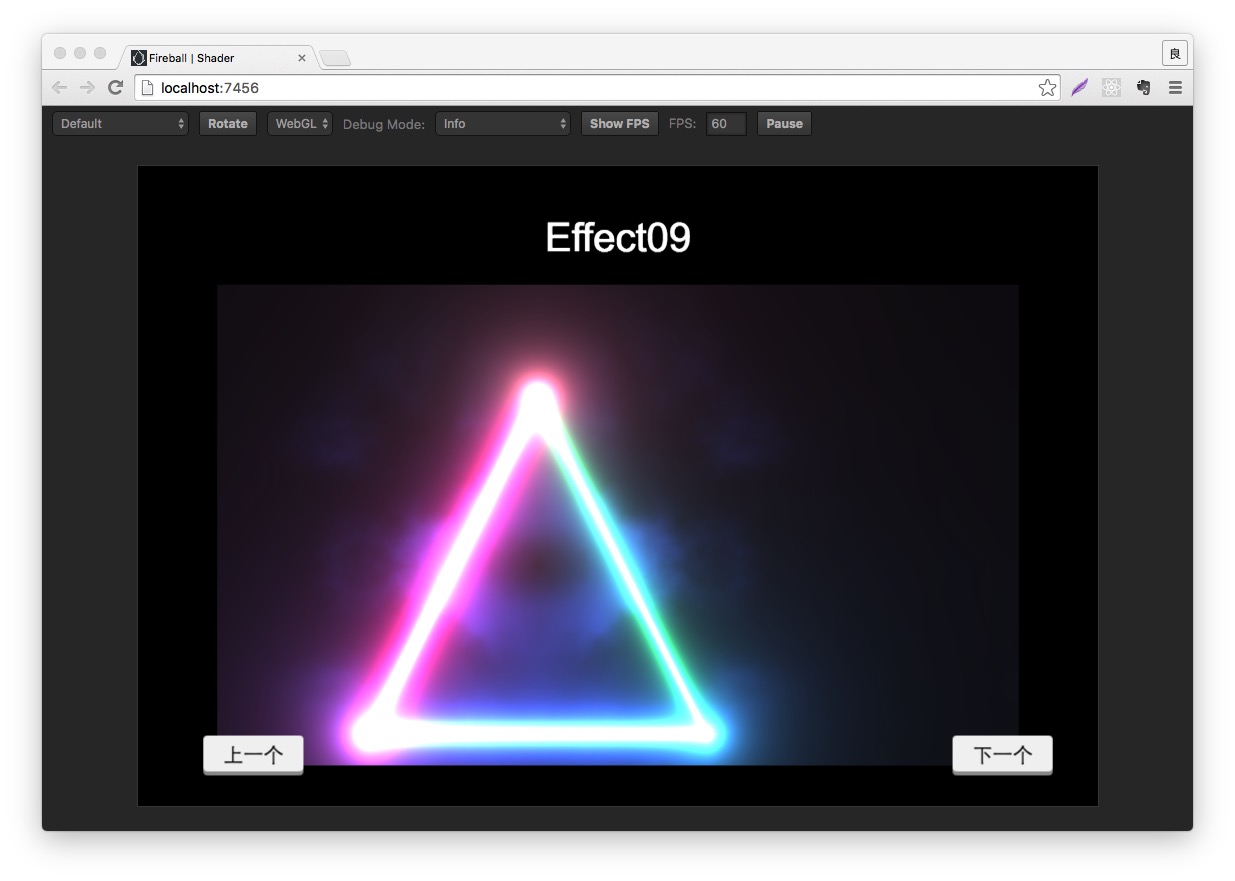 Fireball | Shader
良
localhost:7456
Default Rotate WebGL Debug Mode: Info Show FPS FPS: 60 Pause
Effect09
上一个 下一个